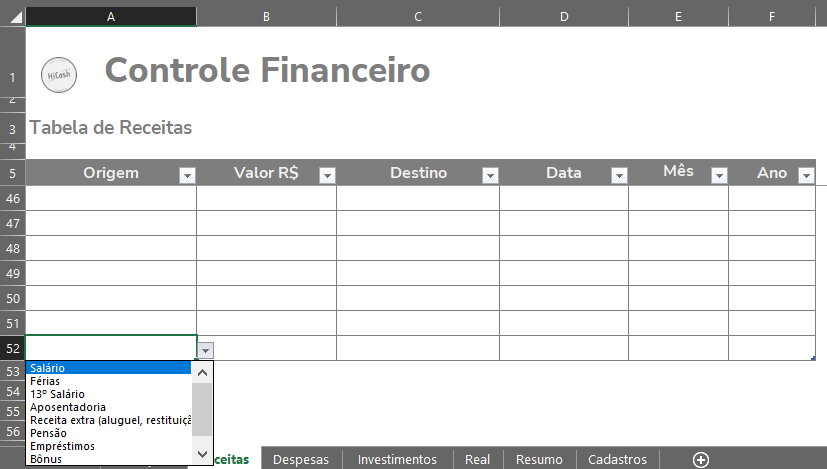 A B C D E F
1 HiCash Controle Financeiro
2
3 Tabela de Receitas
4
5 Origem Valor R$ Destino Data Mês Ano
46
47
48
49
50
51
52
53 Salário
Férias
54 13º Salário
Aposentadoria
55 Receita extra (aluguel, restituiçã
56 Pensão
Empréstimos
Bônus
ceitas Despesas Investimentos Real Resumo Cadastros